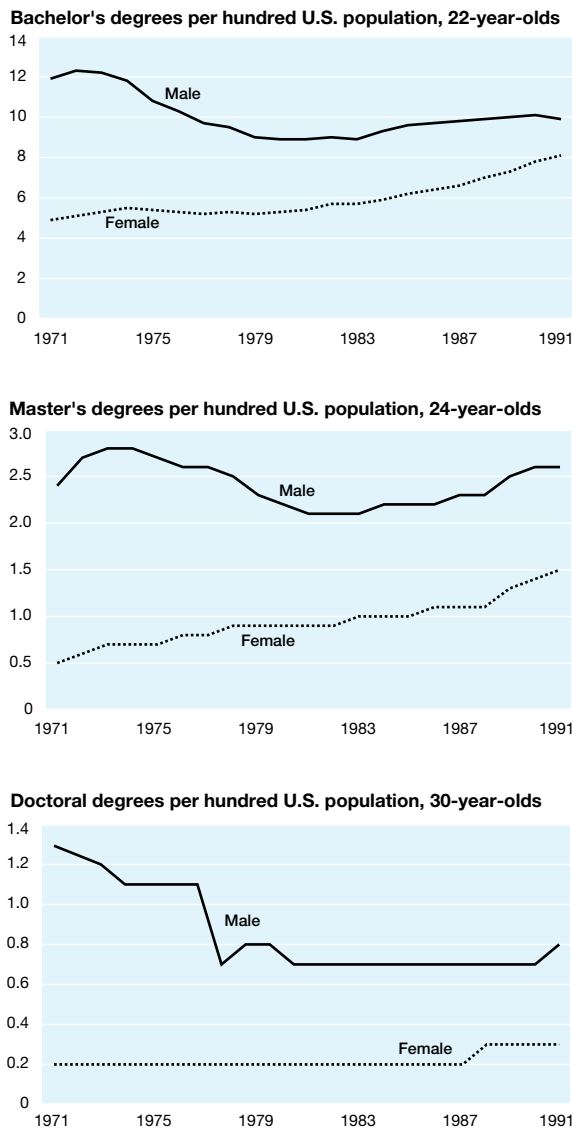 Bachelor's degrees per hundred U.S. population, 22-year-olds
14
12
Male
10
8
6
Female
4
2
0
1971 1975 1979 1983 1987 1991
Master's degrees per hundred U.S. population, 24-year-olds
3.0
2.5
Male
2.0
1.5
1.0
Female
0.5
0
1971 1975 1979 1983 1987 1991
Doctoral degrees per hundred U.S. population, 30-year-olds
1.4
1.2
1.0
Male
0.8
0.6
0.4
Female
0.2
0
1971 1975 1979 1983 1987 1991